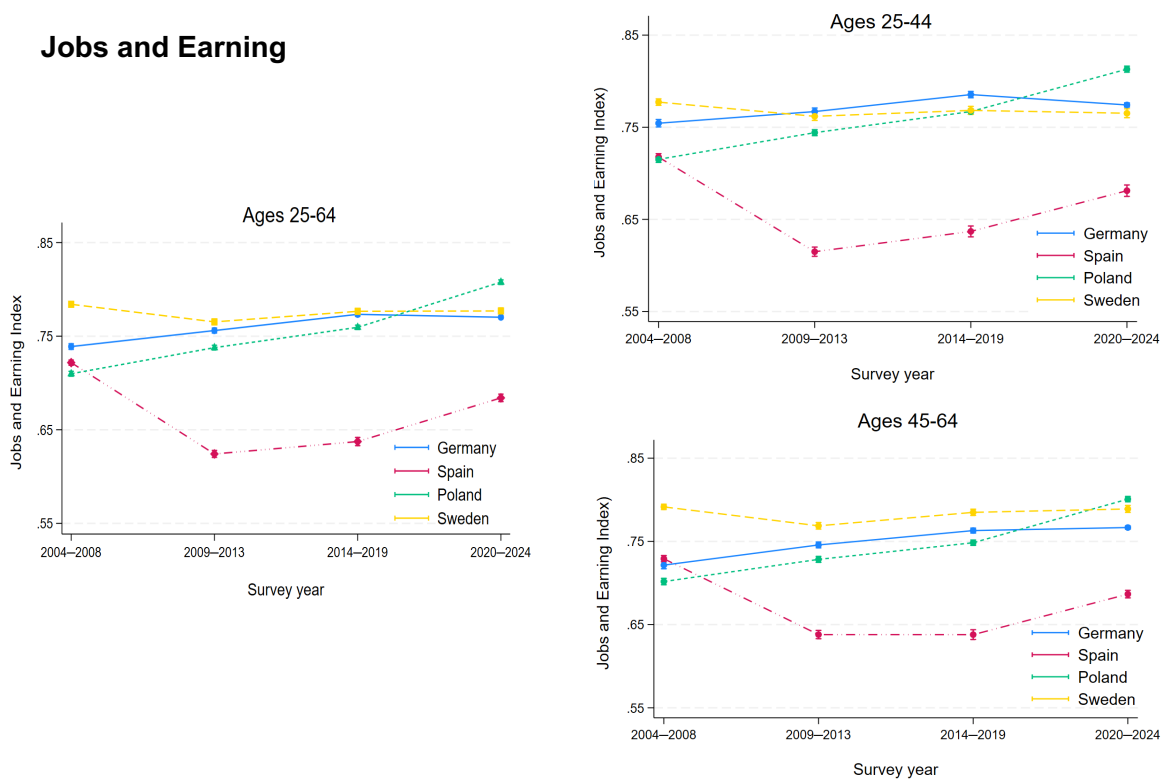 Jobs and Earning
Ages 25-64
Jobs and Earning Index
.85
.75
.65
.55
Germany
Spain
Poland
Sweden
2004–2008
2009–2013
2014–2019
2020–2024
Survey year
Ages 25-44
Jobs and Earning Index)
.85
.75
.65
.55
Germany
Spain
Poland
Sweden
2004–2008
2009–2013
2014–2019
2020–2024
Survey year
Ages 45-64
Jobs and Earning Index)
.85
.75
.65
.55
Germany
Spain
Poland
Sweden
2004–2008
2009–2013
2014–2019
2020–2024
Survey year